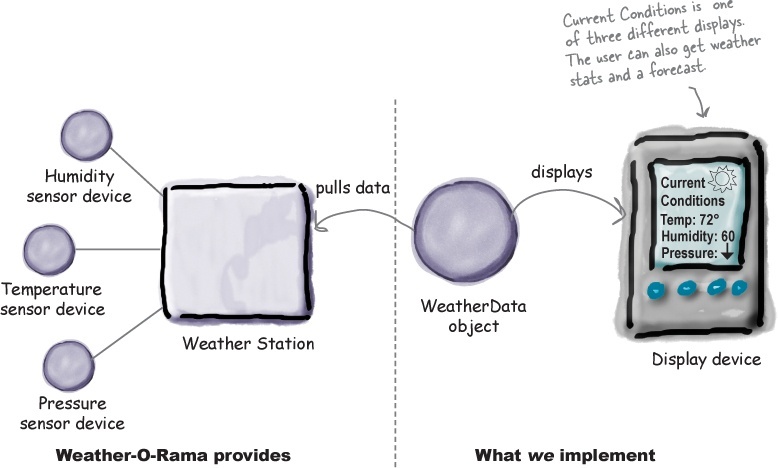 Current Conditions is one
of three different displays.
The user can also get weather
stats and a forecast.
Humidity
sensor device
Temperature
sensor device
Pressure
sensor device
Weather Station
pulls data
WeatherData
object
displays
Current
Conditions
Temp: 72°
Humidity: 60
Pressure:
Display device
Weather-O-Rama provides
What we implement